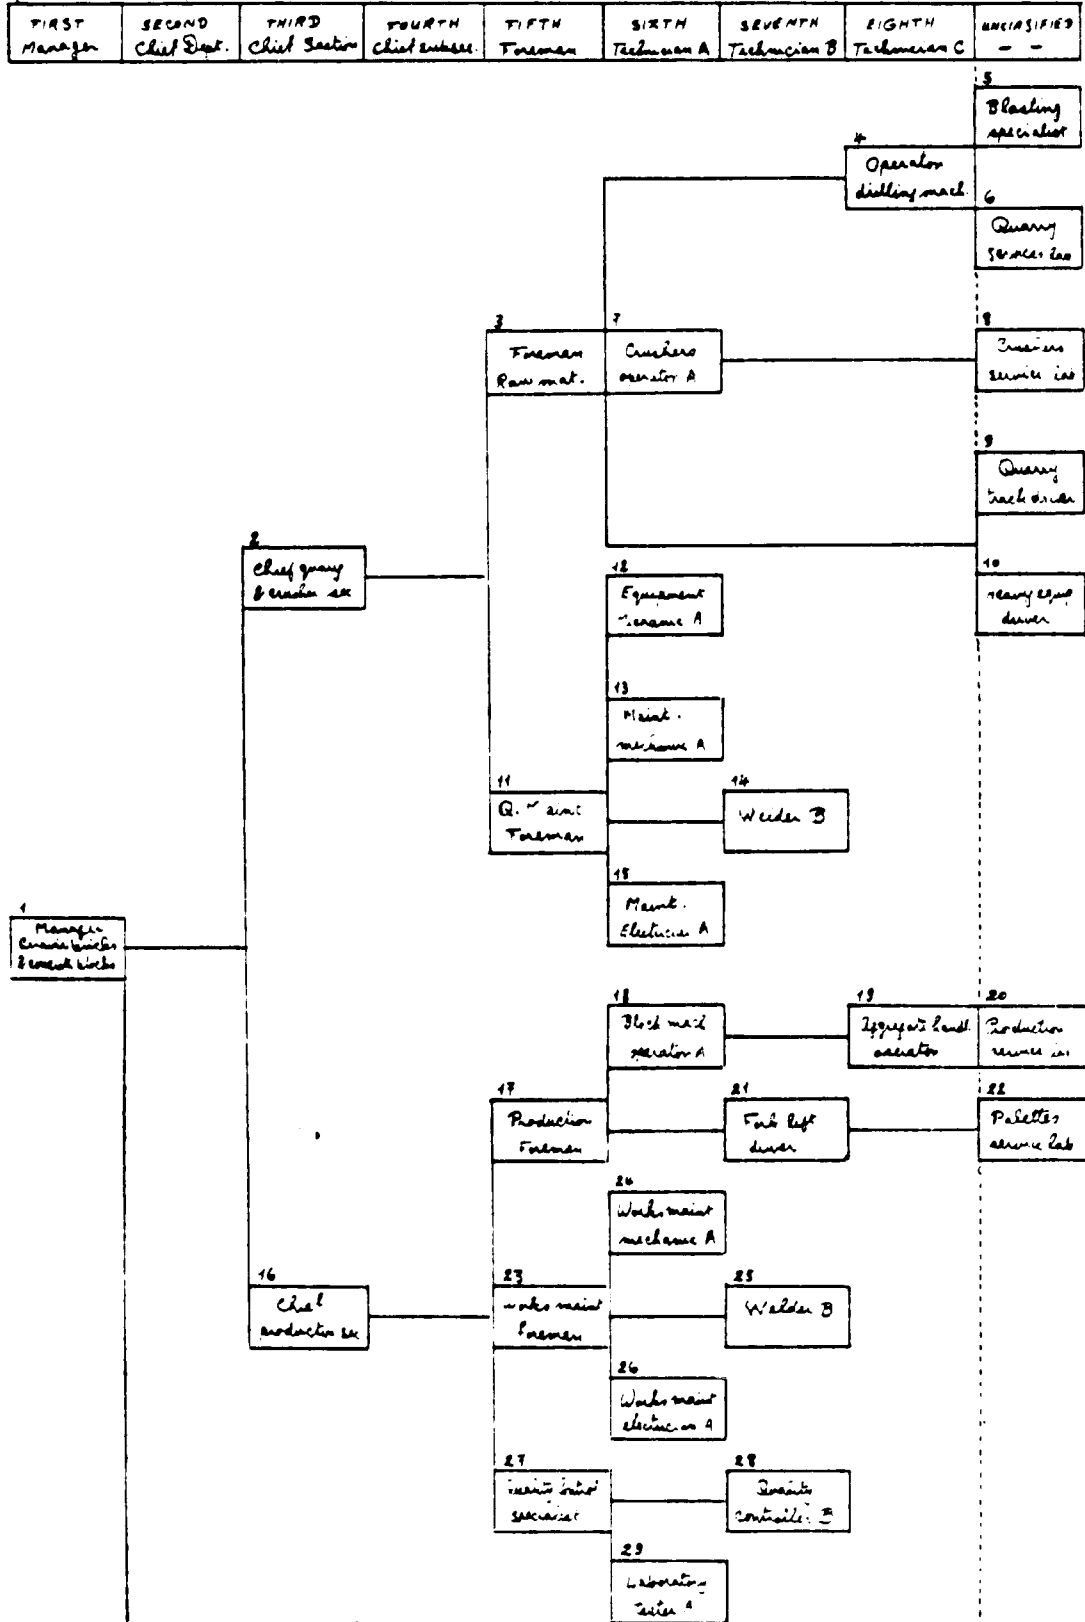 FIRST
Manager
SECOND
Chief Dept.
THIRD
Chief Section
FOURTH
Chief subsec.
FIFTH
Foreman
SIXTH
Technician A
SEVENTH
Technician B
EIGHTH
Technician C
UNCLASIFIED
- -
5
Blasting
specialist
4
Operator
drilling mach.
6
Quarry
services lab
3
Foreman
Raw mat.
7
Crushers
operator A
8
Crushers
service lab
9
Quarry
truck driver
2
Chief quarry
& crusher sec
12
Equipment
A
10
Heavy equip
driver
13
Maint.
mechanic A
11
Q. Maint
Foreman
14
Welder B
15
Maint.
Electrician A
1
Manager
bricks
& blocks
18
Block mach
operator A
19
Aggregate handl.
operator
20
Production
service
17
Production
Foreman
21
Fork lift
driver
22
Palettes
service lab
24
Works maint
mechanic A
16
Chief
production sec
23
Works maint
Foreman
25
Welder B
26
Works maint
electrician A
27
specialist
28
Quality
controller B
29
Laboratory
tester A